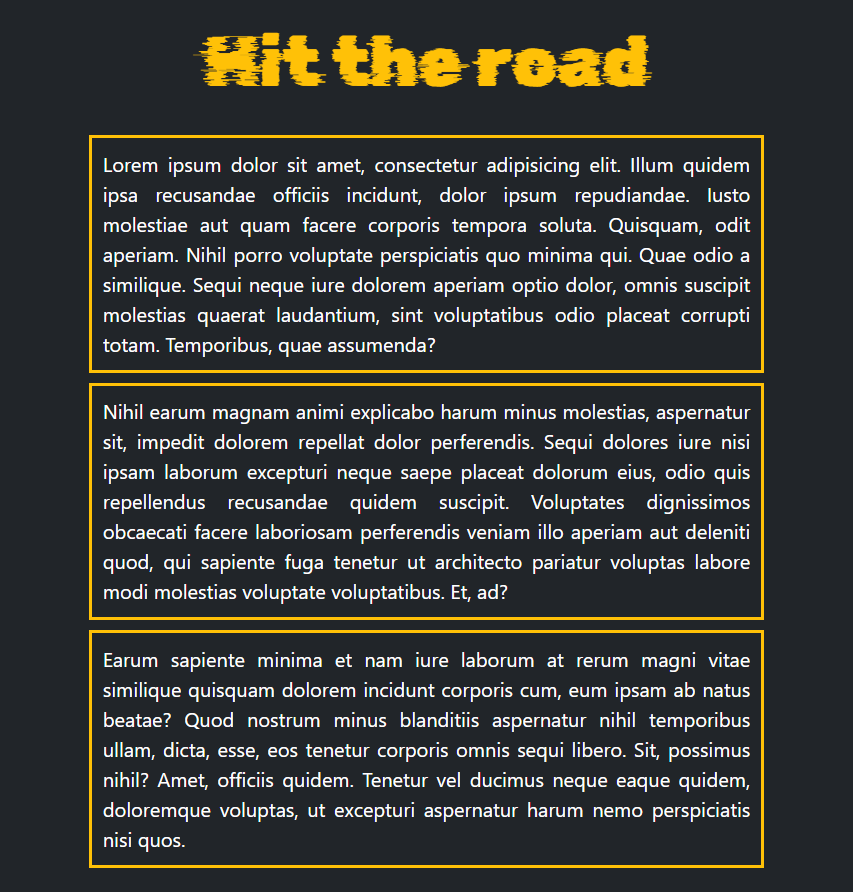 Hit the road
Lorem ipsum dolor sit amet, consectetur adipisicing elit. Illum quidem
ipsa recusandae officiis incidunt, dolor ipsum repudiandae. Iusto
molestiae aut quam facere corporis tempora soluta. Quisquam, odit
aperiam. Nihil porro voluptate perspiciatis quo minima qui. Quae odio a
similique. Sequi neque iure dolorem aperiam optio dolor, omnis suscipit
molestias quaerat laudantium, sint voluptatibus odio placeat corrupti
totam. Temporibus, quae assumenda?
Nihil earum magnam animi explicabo harum minus molestias, aspernatur
sit, impedit dolorem repellat dolor perferendis. Sequi dolores iure nisi
ipsam laborum excepturi neque saepe placeat dolorum eius, odio quis
repellendus recusandae quidem suscipit. Voluptates dignissimos
obcaecati facere laboriosam perferendis veniam illo aperiam aut deleniti
quod, qui sapiente fuga tenetur ut architecto pariatur voluptas labore
modi molestias voluptate voluptatibus. Et, ad?
Earum sapiente minima et nam iure laborum at rerum magni vitae
similique quisquam dolorem incidunt corporis cum, eum ipsam ab natus
beatae? Quod nostrum minus blanditiis aspernatur nihil temporibus
ullam, dicta, esse, eos tenetur corporis omnis sequi libero. Sit, possimus
nihil? Amet, officiis quidem. Tenetur vel ducimus neque eaque quidem,
doloremque voluptas, ut excepturi aspernatur harum nemo perspiciatis
nisi quos.